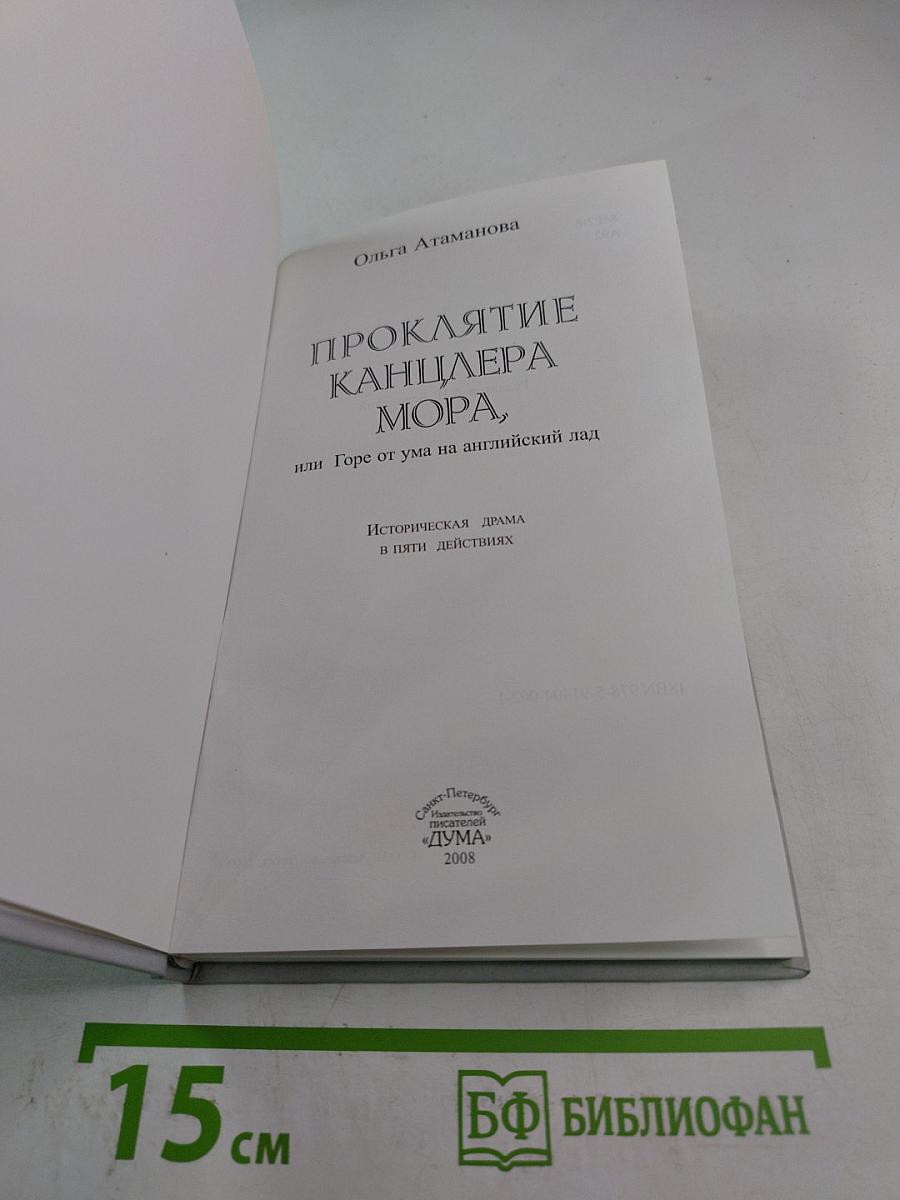 Ольга Атаманова
ПРОКЛЯТИЕ
КАНЦЛЕРА
МОРА,
или Горе от ума на английский лад
Историческая драма
в пяти действиях
Санкт-Петербург
Издательство
писателей
«ДУМА»
2008
15 см
БФ БИБЛИОФАН